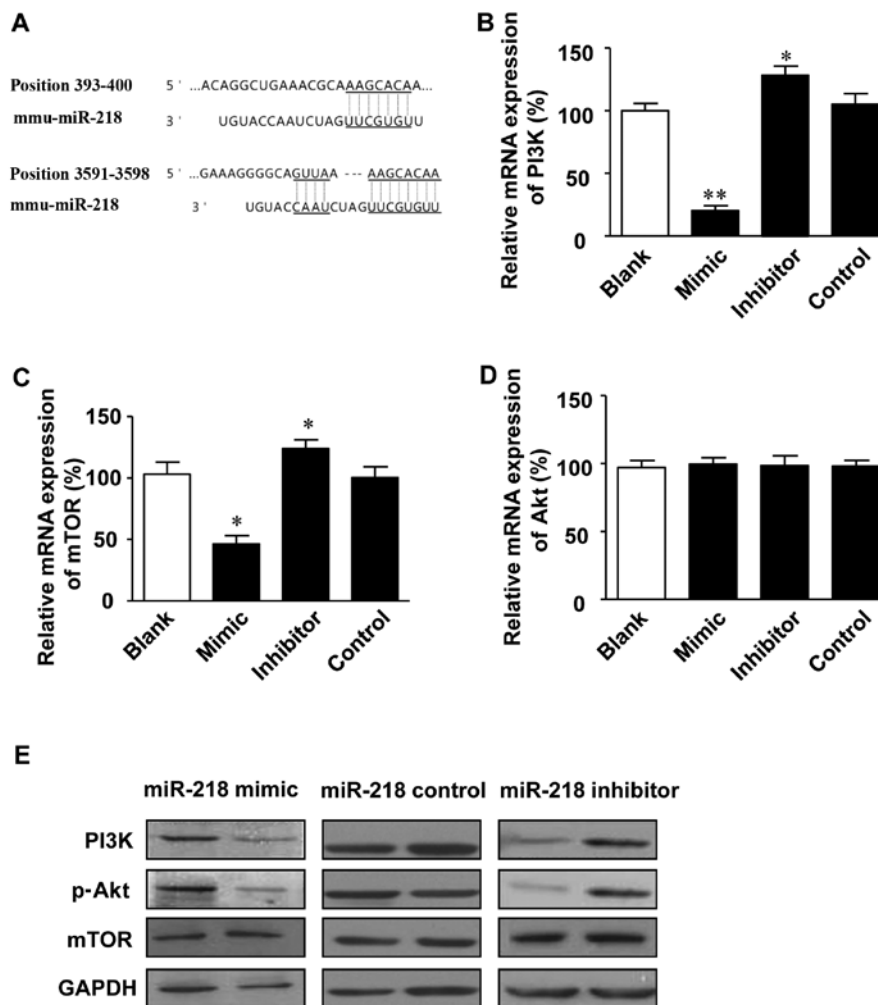 A
Position 393-400 5 ' ...ACAGGCUGAAACGCAAAGCACAA...
mmu-miR-218 3 ' UGUACCAAUCUAGUUCGUGUU
Position 3591-3598 5 ' ...GAAAGGGGCAGUUAA --- AAGCACAA
mmu-miR-218 3 ' UGUACCAAUCUAGUUCGUGUU
B
Relative mRNA expression
of PI3K (%)
150
100
50
0
**
*
Blank
Mimic
Inhibitor
Control
C
Relative mRNA expression
of mTOR (%)
150
100
50
0
*
*
Blank
Mimic
Inhibitor
Control
D
Relative mRNA expression
of Akt (%)
150
100
50
0
Blank
Mimic
Inhibitor
Control
E
miR-218 mimic miR-218 control miR-218 inhibitor
PI3K
p-Akt
mTOR
GAPDH